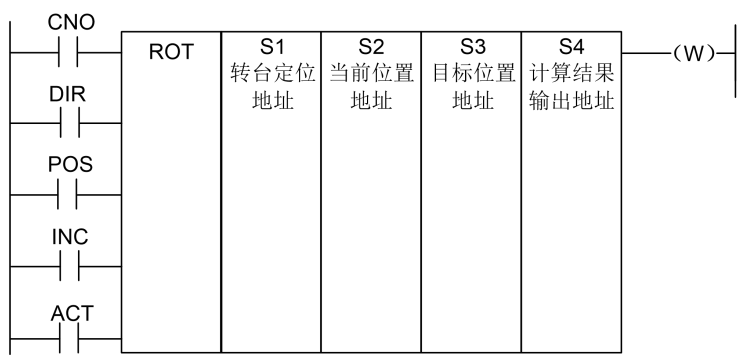 CNO
ROT
S1
转台定位
地址
S2
当前位置
地址
S3
目标位置
地址
S4
计算结果
输出地址
(W)
DIR
POS
INC
ACT